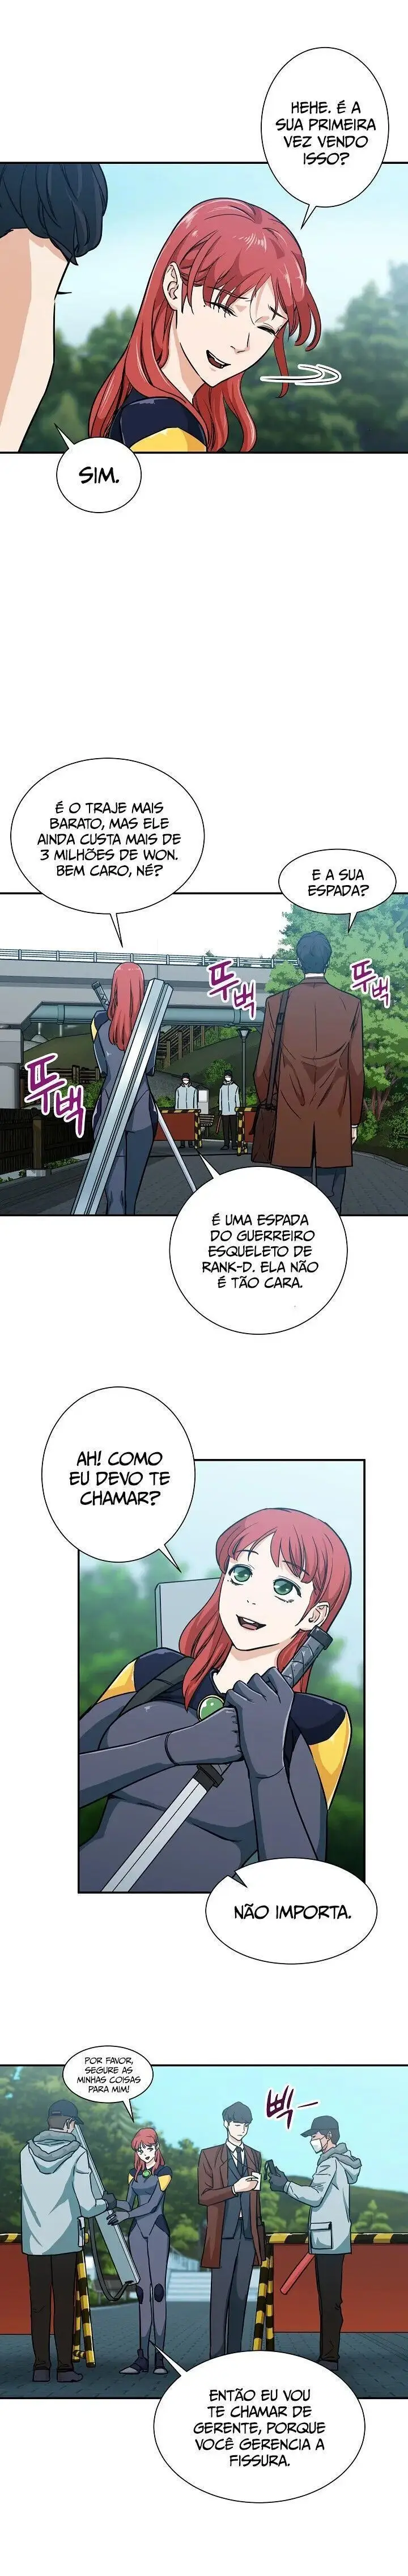 HEHE. É A
SUA PRIMEIRA
VEZ VENDO
ISSO?
SIM.
É O TRAJE MAIS
BARATO, MAS ELE
AINDA CUSTA MAIS DE
3 MILHÕES DE WON.
BEM CARO, NÉ?
E A SUA
ESPADA?
뚜벅
뚜벅
뚜벅
É UMA ESPADA
DO GUERREIRO
ESQUELETO DE
RANK-D. ELA NÃO
É TÃO CARA.
AH! COMO
EU DEVO TE
CHAMAR?
NÃO IMPORTA.
POR FAVOR,
SEGURE AS
MINHAS COISAS
PARA MIM!
삑-
ENTÃO EU VOU
TE CHAMAR DE
GERENTE, PORQUE
VOCÊ GERENCIA A
FISSURA.